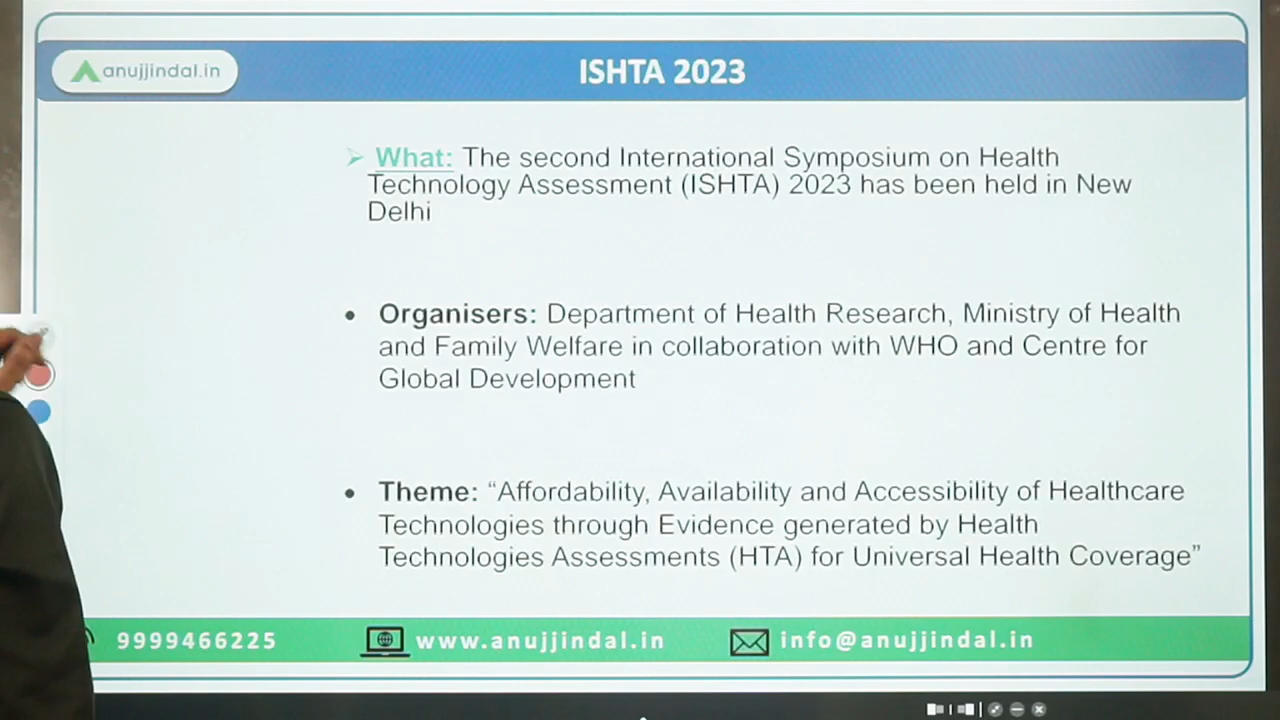 anujjindal.in
ISHTA 2023
➢ What: The second International Symposium on Health
Technology Assessment (ISHTA) 2023 has been held in New
Delhi
• Organisers: Department of Health Research, Ministry of Health
and Family Welfare in collaboration with WHO and Centre for
Global Development
• Theme: “Affordability, Availability and Accessibility of Healthcare
Technologies through Evidence generated by Health
Technologies Assessments (HTA) for Universal Health Coverage”
9999466225 www.anujjindal.in info@anujjindal.in